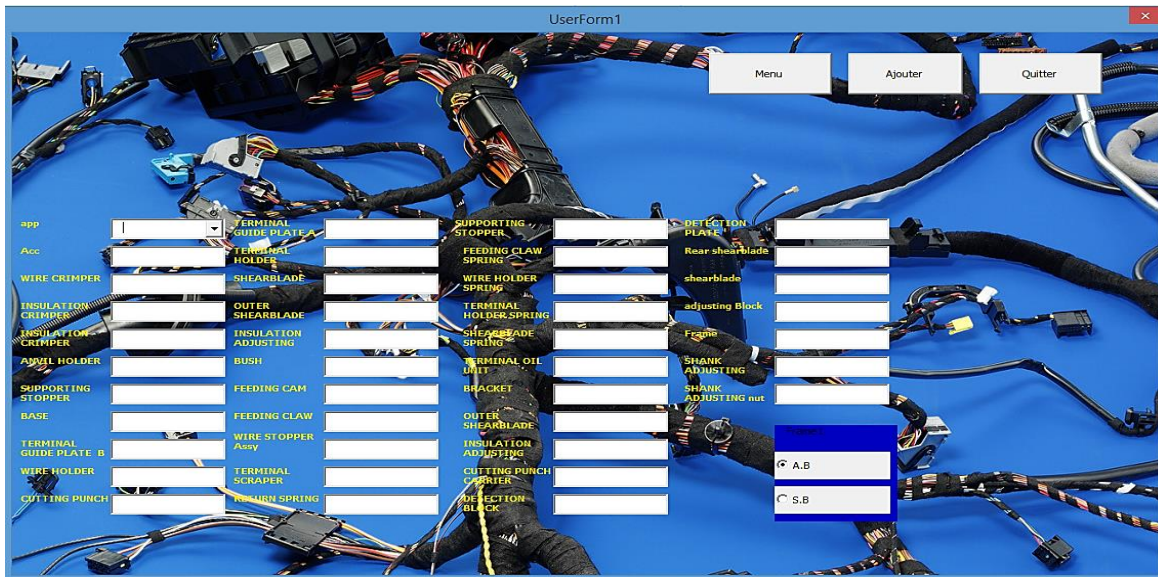 UserForm1
Menu
Ajouter
Quitter
app
Acc
WIRE CRIMPER
INSULATION
CRIMPER
INSULATION
CRIMPER
ANVIL HOLDER
SUPPORTING
STOPPER
BASE
TERMINAL
GUIDE PLATE B
WIRE HOLDER
CUTTING PUNCH
TERMINAL
GUIDE PLATE A
TERMINAL
HOLDER
SHEARBLADE
OUTER
SHEARBLADE
INSULATION
ADJUSTING
BUSH
FEEDING CAM
FEEDING CLAW
WIRE STOPPER
Assy
TERMINAL
SCRAPER
RETURN SPRING
SUPPORTING
STOPPER
FEEDING CLAW
SPRING
WIRE HOLDER
SPRING
TERMINAL
HOLDER SPRING
SHEARBLADE
SPRING
TERMINAL OIL
UNIT
BRACKET
OUTER
SHEARBLADE
INSULATION
ADJUSTING
CUTTING PUNCH
CARRIER
DETECTION
BLOCK
DETECTION
PLATE
Rear shearblade
shearblade
adjusting Block
Frame
SHANK
ADJUSTING
SHANK
ADJUSTING nut
A.B
S.B